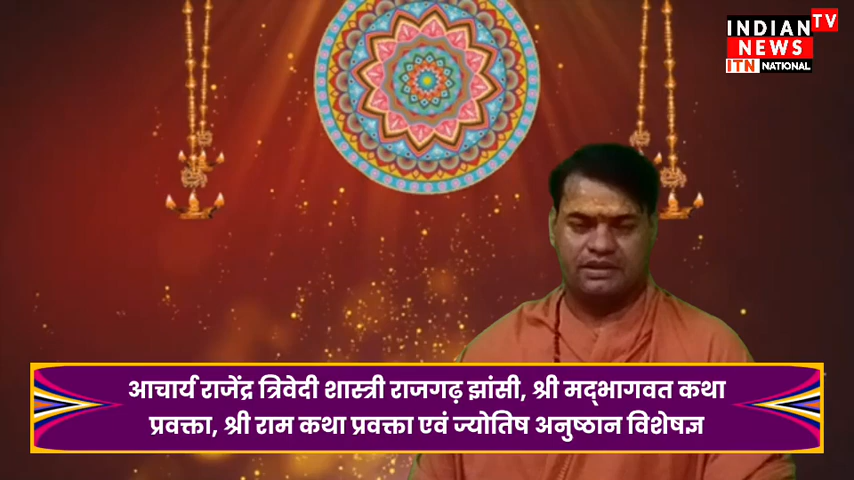 INDIAN TV
NEWS
ITN NATIONAL
आचार्य राजेंद्र त्रिवेदी शास्त्री राजगढ़ झांसी, श्री मद्भागवत कथा
प्रवक्ता, श्री राम कथा प्रवक्ता एवं ज्योतिष अनुष्ठान विशेषज्ञ